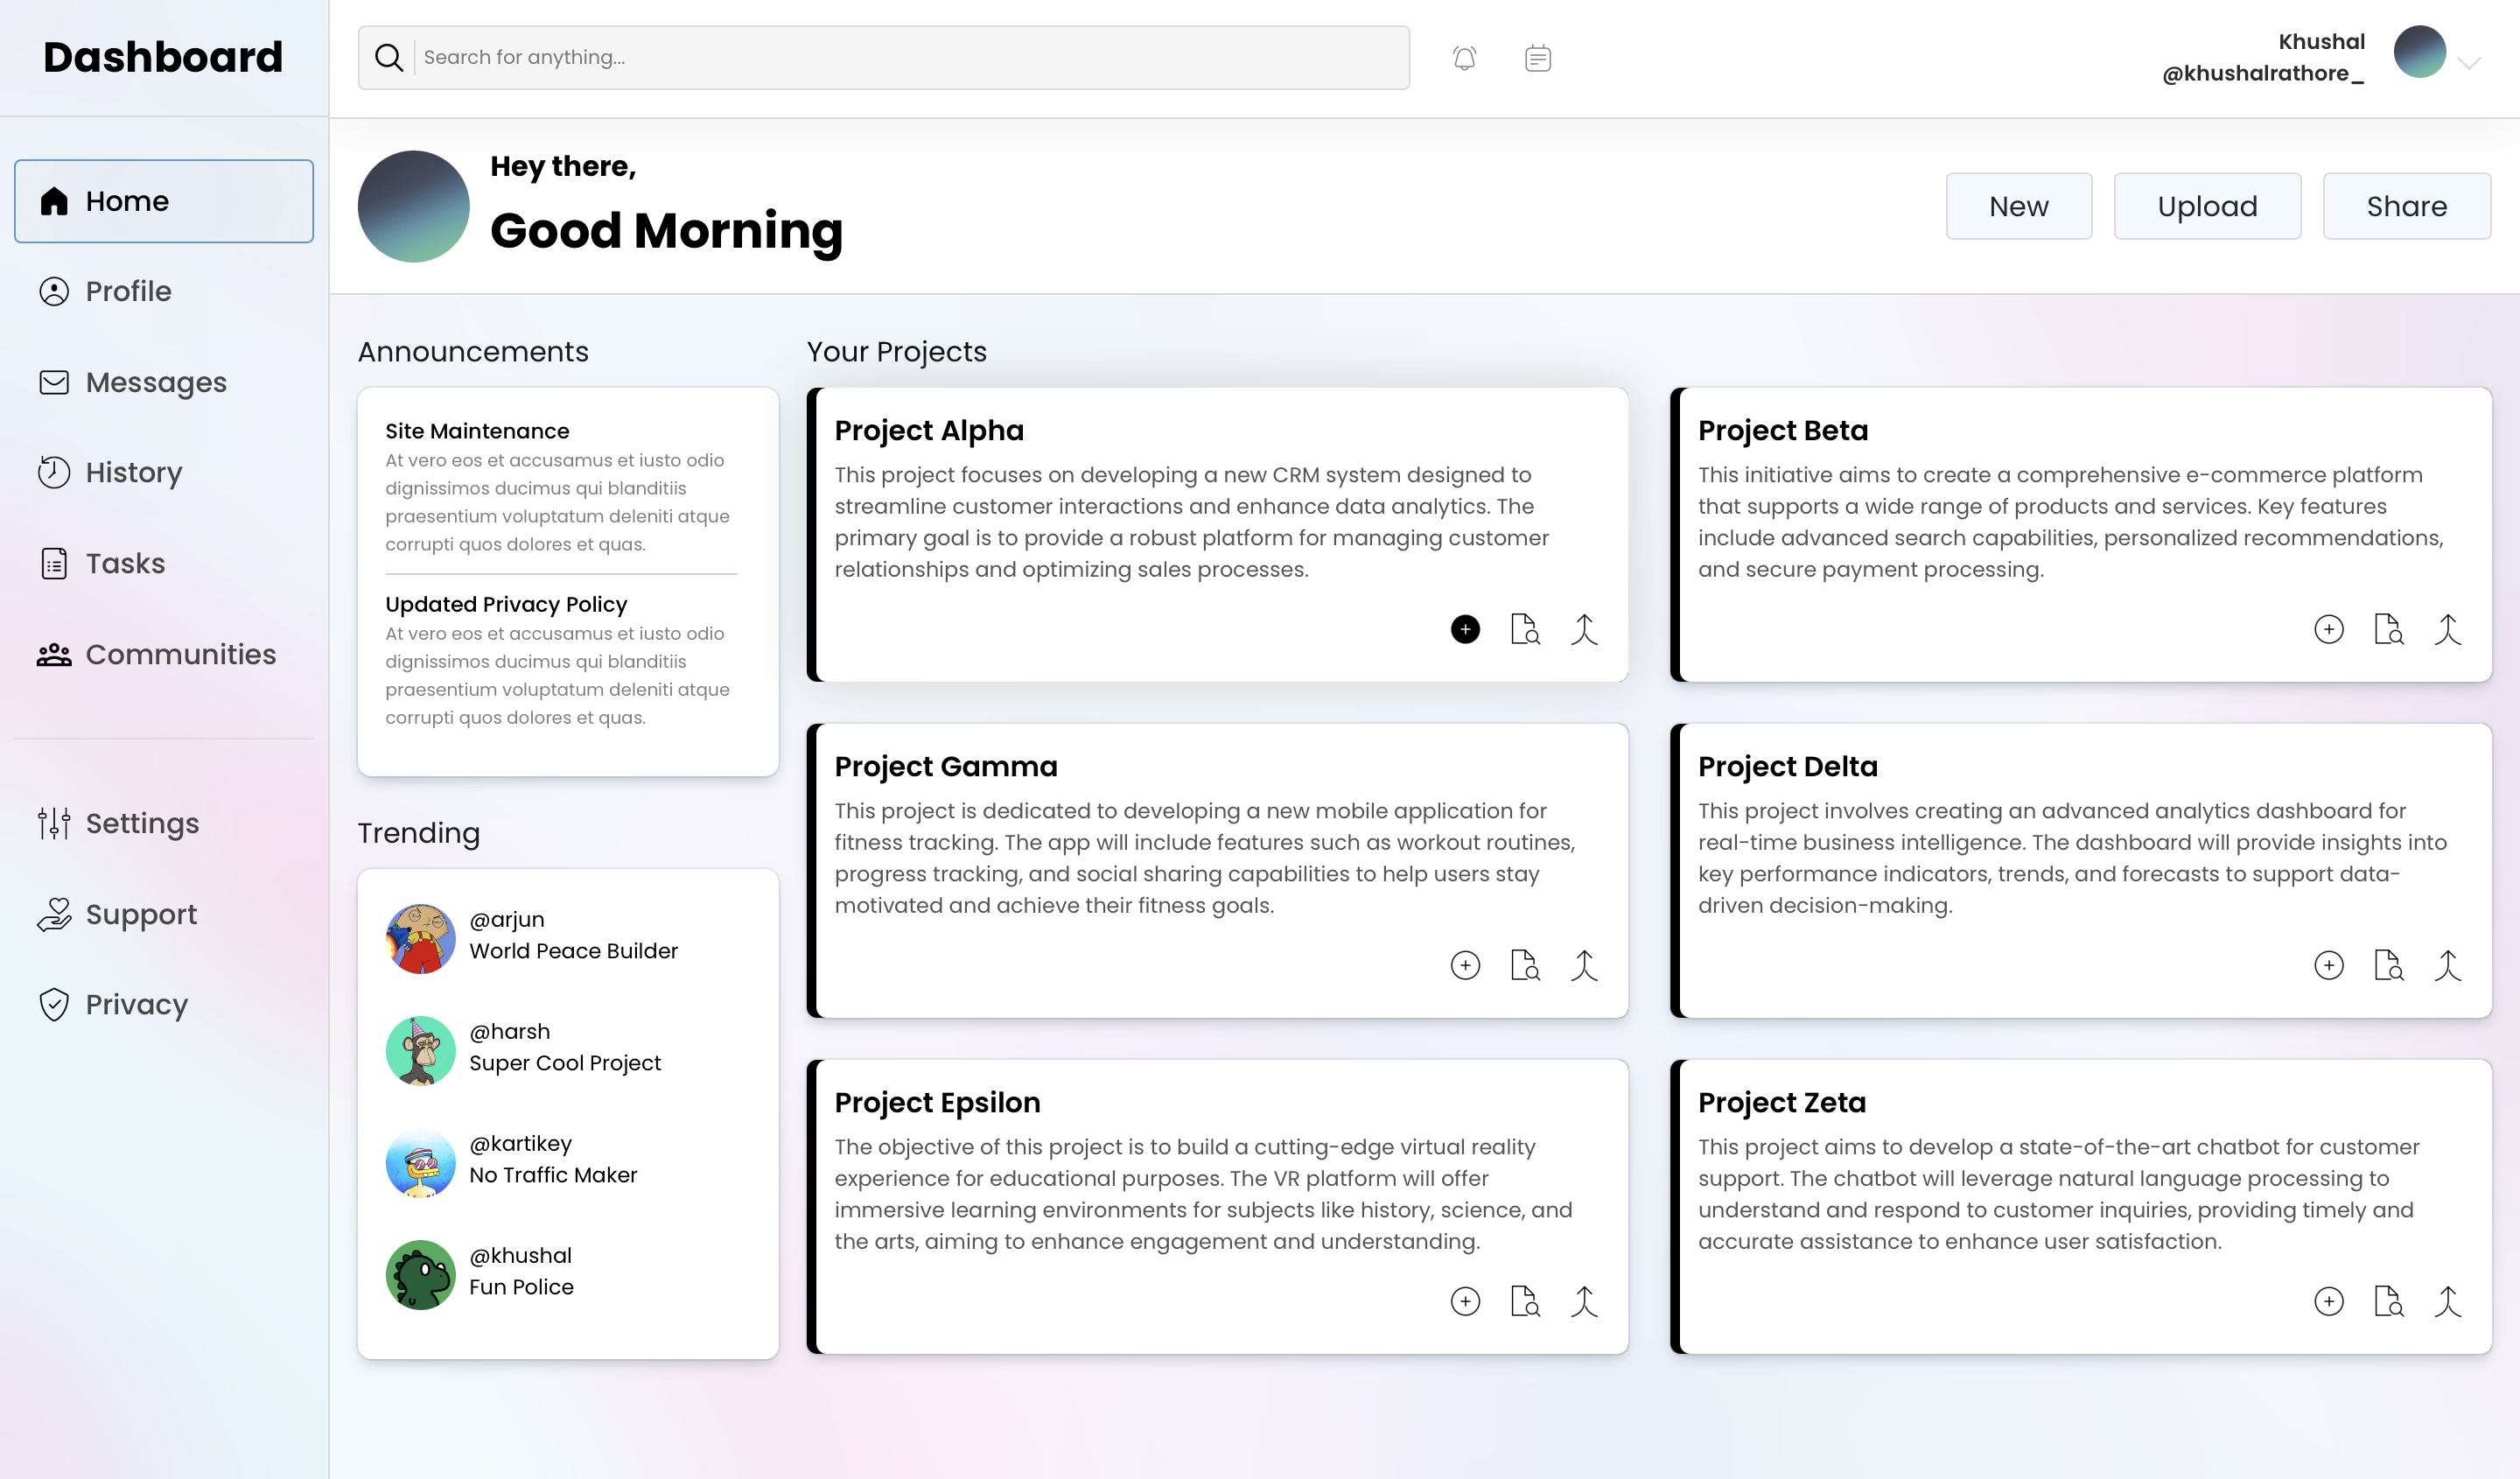 Dashboard
Search for anything...
Khushal
@khushalrathore_
Home
Profile
Messages
History
Tasks
Communities
Settings
Support
Privacy
Hey there,
Good Morning
New
Upload
Share
Announcements
Site Maintenance
At vero eos et accusamus et iusto odio
dignissimos ducimus qui blanditiis
praesentium voluptatum deleniti atque
corrupti quos dolores et quas.
Updated Privacy Policy
At vero eos et accusamus et iusto odio
dignissimos ducimus qui blanditiis
praesentium voluptatum deleniti atque
corrupti quos dolores et quas.
Trending
@arjun
World Peace Builder
@harsh
Super Cool Project
@kartikey
No Traffic Maker
@khushal
Fun Police
Your Projects
Project Alpha
This project focuses on developing a new CRM system designed to
streamline customer interactions and enhance data analytics. The
primary goal is to provide a robust platform for managing customer
relationships and optimizing sales processes.
Project Beta
This initiative aims to create a comprehensive e-commerce platform
that supports a wide range of products and services. Key features
include advanced search capabilities, personalized recommendations,
and secure payment processing.
Project Gamma
This project is dedicated to developing a new mobile application for
fitness tracking. The app will include features such as workout routines,
progress tracking, and social sharing capabilities to help users stay
motivated and achieve their fitness goals.
Project Delta
This project involves creating an advanced analytics dashboard for
real-time business intelligence. The dashboard will provide insights into
key performance indicators, trends, and forecasts to support data-
driven decision-making.
Project Epsilon
The objective of this project is to build a cutting-edge virtual reality
experience for educational purposes. The VR platform will offer
immersive learning environments for subjects like history, science, and
the arts, aiming to enhance engagement and understanding.
Project Zeta
This project aims to develop a state-of-the-art chatbot for customer
support. The chatbot will leverage natural language processing to
understand and respond to customer inquiries, providing timely and
accurate assistance to enhance user satisfaction.